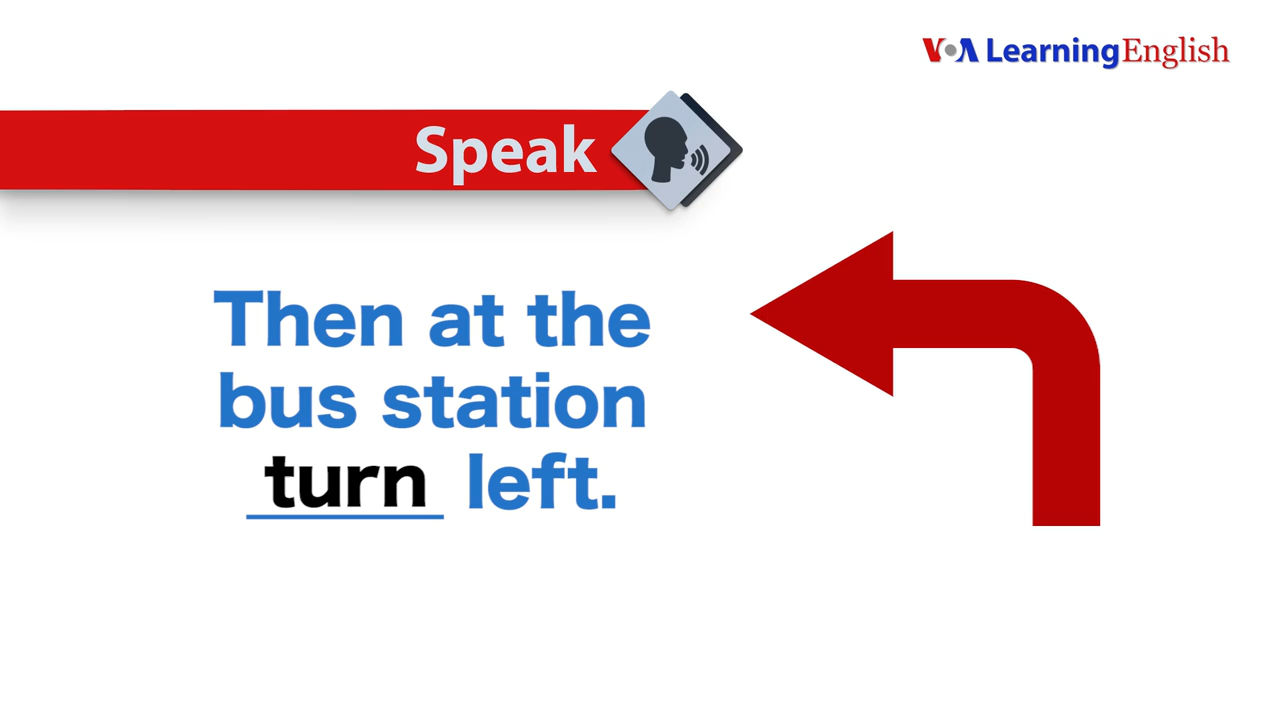 VOA Learning English
Speak
Then at the
bus station
turn left.